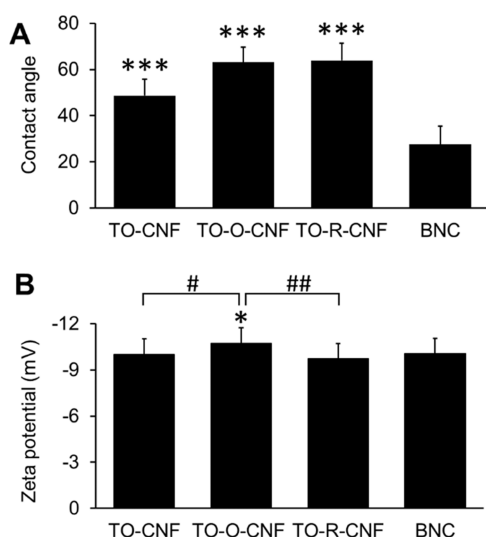 A
Contact angle
80
60
40
20
0
***
***
***
TO-CNF TO-O-CNF TO-R-CNF BNC
B
Zeta potential (mV)
-12
-9
-6
-3
0
# ##
*
TO-CNF TO-O-CNF TO-R-CNF BNC